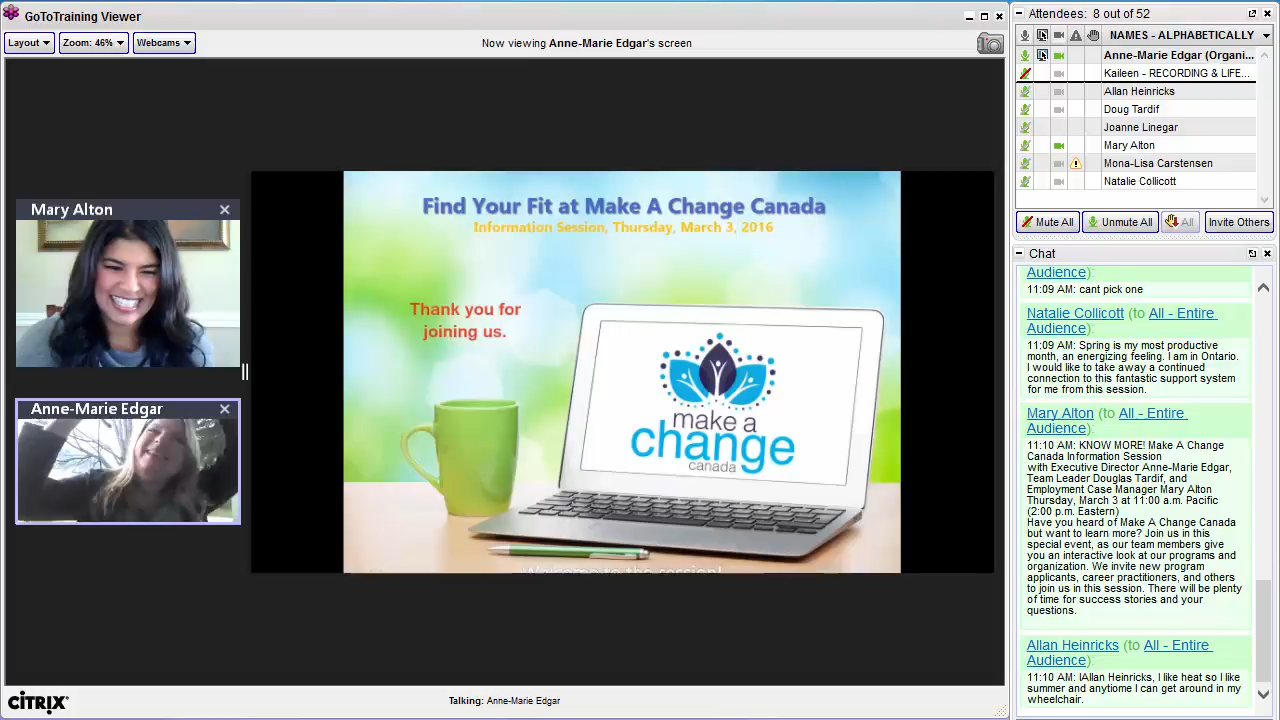 GoToTraining Viewer
Layout
Zoom: 46%
Webcams
Now viewing Anne-Marie Edgar's screen
Mary Alton
Anne-Marie Edgar
Find Your Fit at Make A Change Canada
Information Session, Thursday, March 3, 2016
Thank you for
joining us.
make a
change
canada
Welcome to the session!
CITRIX
Talking: Anne-Marie Edgar
Attendees: 8 out of 52
NAMES - ALPHABETICALLY
Anne-Marie Edgar (Organi...
Kaileen - RECORDING & LIFE...
Allan Heinricks
Doug Tardif
Joanne Linegar
Mary Alton
Mona-Lisa Carstensen
Natalie Collicott
Mute All
Unmute All
All
Invite Others
Chat
Audience):
11:09 AM: cant pick one
Natalie Collicott (to All - Entire
Audience):
11:09 AM: Spring is my most productive
month, an energizing feeling. I am in Ontario.
I would like to take away a continued
connection to this fantastic support system
for me from this session.
Mary Alton (to All - Entire
Audience):
11:10 AM: KNOW MORE! Make A Change
Canada Information Session
with Executive Director Anne-Marie Edgar,
Team Leader Douglas Tardif, and
Employment Case Manager Mary Alton
Thursday, March 3 at 11:00 a.m. Pacific
(2:00 p.m. Eastern)
Have you heard of Make A Change Canada
but want to learn more? Join us in this
special event, as our team members give
you an interactive look at our programs and
organization. We invite new program
applicants, career practitioners, and others
to join us in this session. There will be plenty
of time for success stories and your
questions.
Allan Heinricks (to All - Entire
Audience):
11:10 AM: IAllan Heinricks, I like heat so I like
summer and anytiome I can get around in my
wheelchair.